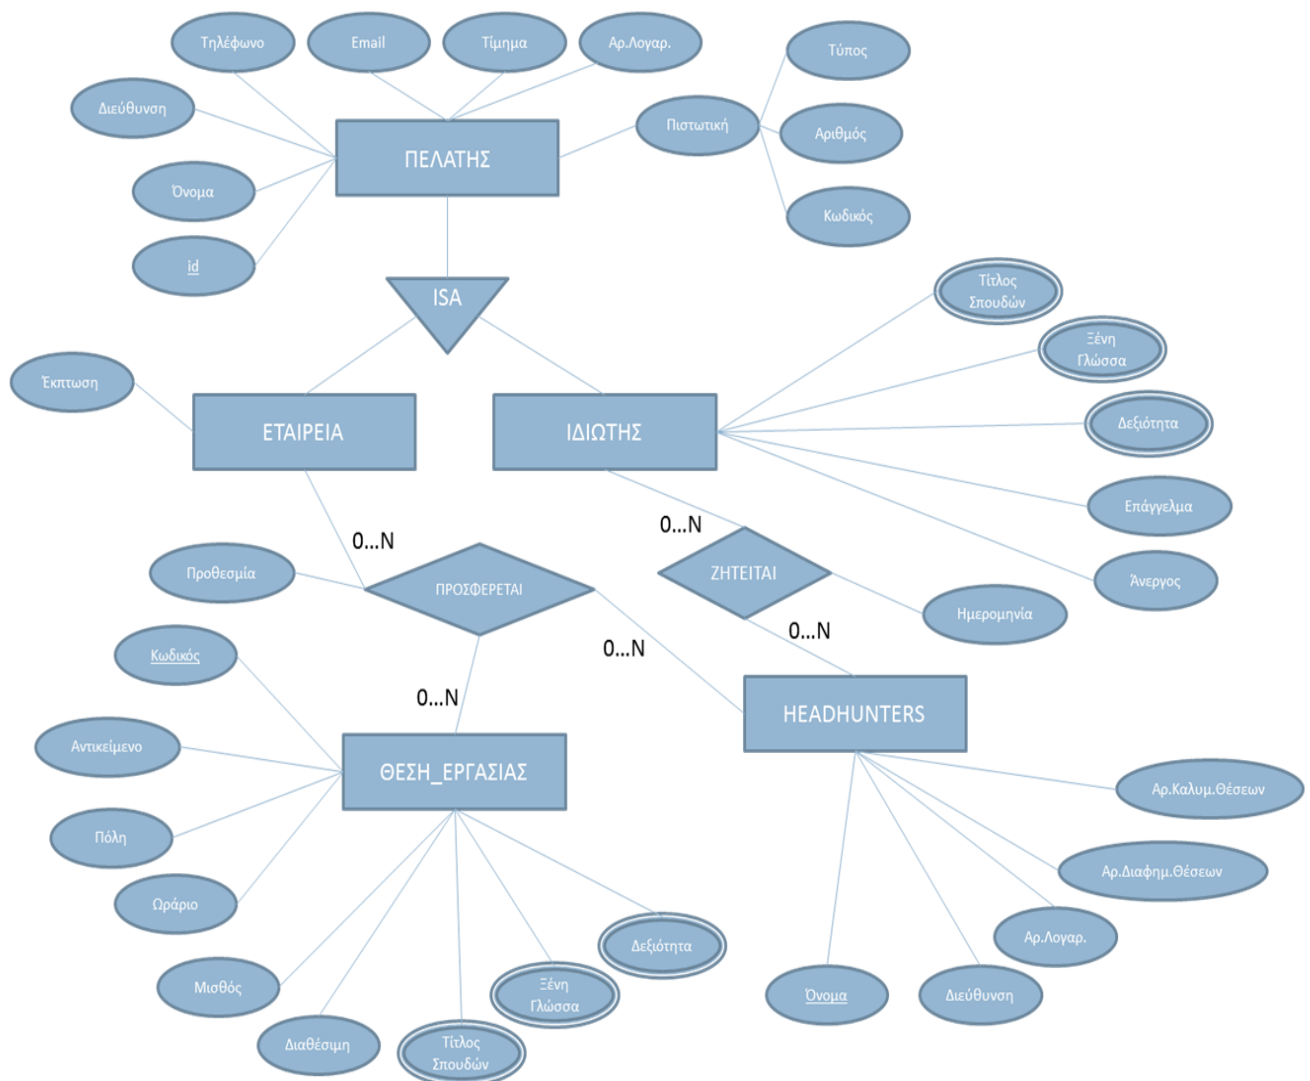 Τηλέφωνο
Email
Τίμημα
Αρ.Λογαρ.
Τύπος
Διεύθυνση
Πιστωτική
Αριθμός
ΠΕΛΑΤΗΣ
Όνομα
Κωδικός
id
ISA
Τίτλος
Σπουδών
Ξένη
Γλώσσα
Έκπτωση
ΕΤΑΙΡΕΙΑ
ΙΔΙΩΤΗΣ
Δεξιότητα
Επάγγελμα
0...N
0...N
Προθεσμία
ΠΡΟΣΦΕΡΕΤΑΙ
ΖΗΤΕΙΤΑΙ
Άνεργος
Ημερομηνία
0...N
0...N
Κωδικός
0...N
HEADHUNTERS
Αντικείμενο
ΘΕΣΗ_ΕΡΓΑΣΙΑΣ
Αρ.Καλυμ.Θέσεων
Πόλη
Αρ.Διαφημ.Θέσεων
Ωράριο
Δεξιότητα
Αρ.Λογαρ.
Μισθός
Ξένη
Γλώσσα
Όνομα
Διεύθυνση
Διαθέσιμη
Τίτλος
Σπουδών